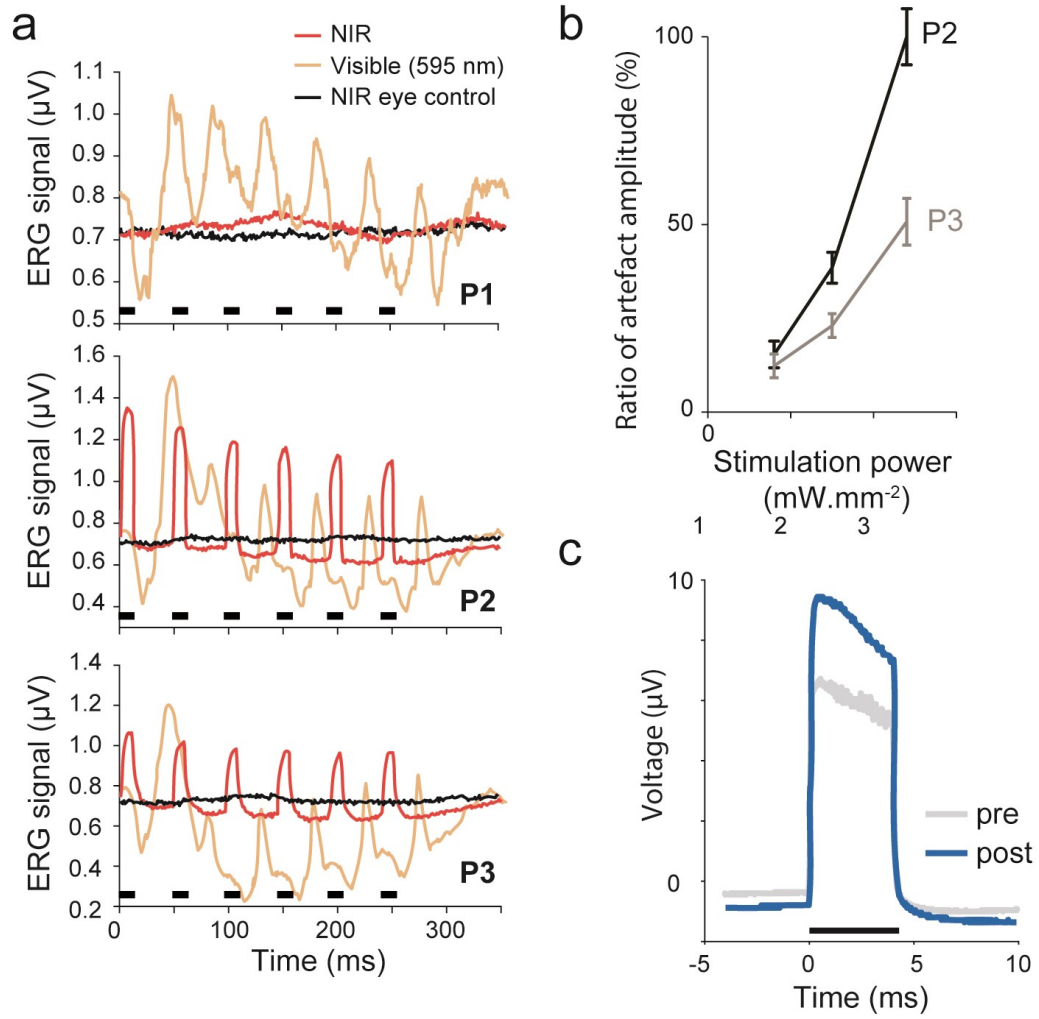 a
NIR
Visible (595 nm)
NIR eye control
ERG signal (µV)
1.1
1.0
0.9
0.8
0.7
0.6
0.5
P1
ERG signal (µV)
1.6
1.4
1.2
1.0
0.8
0.6
0.4
P2
ERG signal (µV)
1.4
1.2
1.0
0.8
0.6
0.4
0.2
P3
0 100 200 300
Time (ms)
b
Ratio of artefact amplitude (%)
100
50
0
P2
P3
0
Stimulation power
(mW.mm-2)
1 2 3
c
Voltage (µV)
10
0
pre
post
-5 0 5 10
Time (ms)